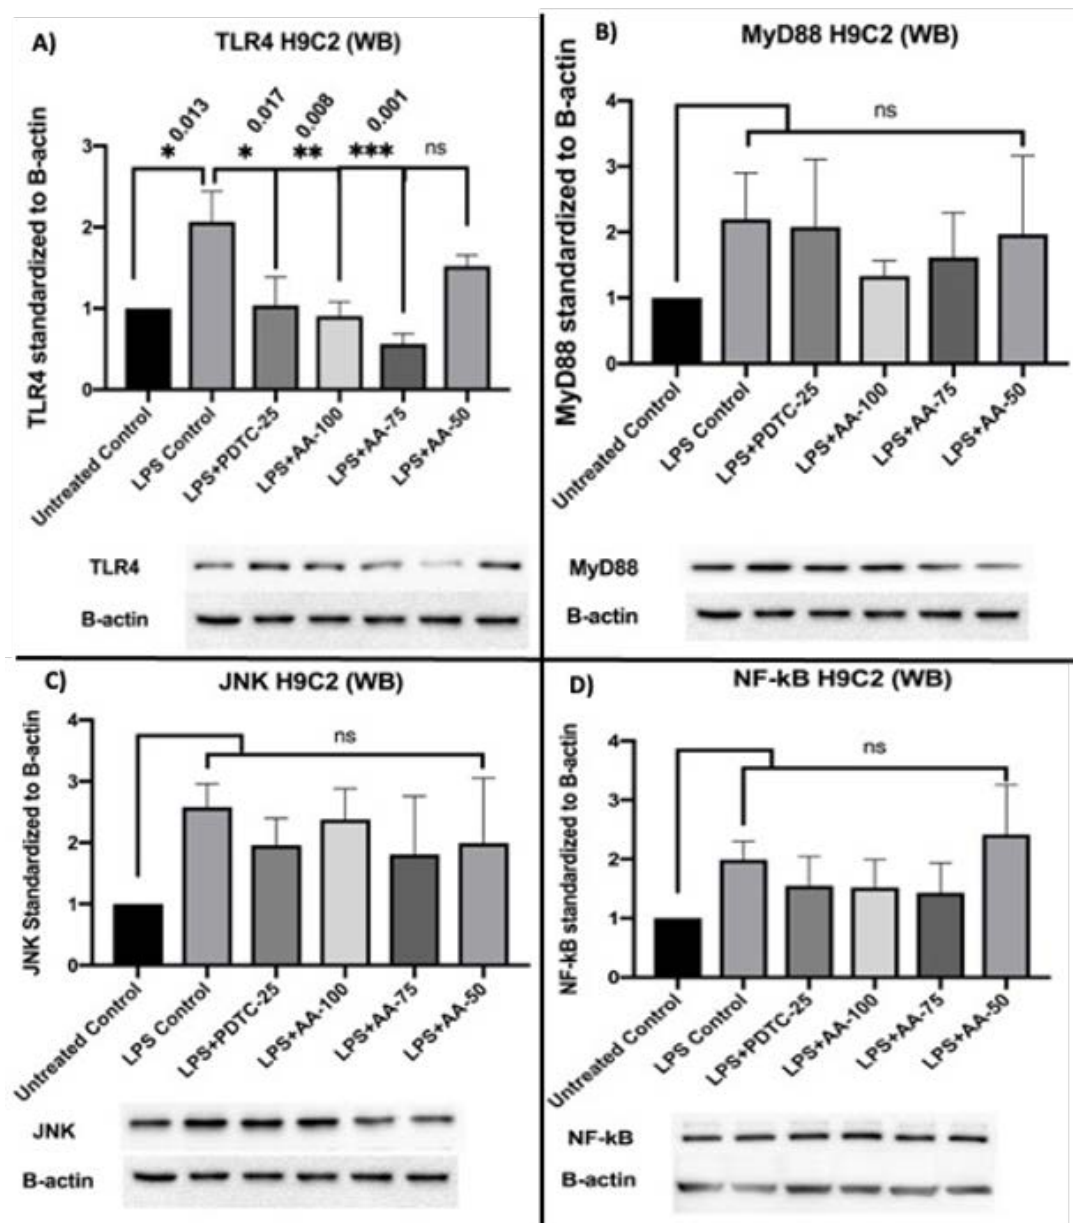 A)
TLR4 H9C2 (WB)
TLR4 standardized to B-actin
0.013
0.017
0.008
0.001
*
*
**
***
ns
3
2
1
0
Untreated Control
LPS Control
LPS+PDTC-25
LPS+AA-100
LPS+AA-75
LPS+AA-50
TLR4
B-actin
B)
MyD88 H9C2 (WB)
MyD88 standardized to B-actin
ns
4
3
2
1
0
Untreated Control
LPS Control
LPS+PDTC-25
LPS+AA-100
LPS+AA-75
LPS+AA-50
MyD88
B-actin
C)
JNK H9C2 (WB)
JNK Standardized to B-actin
ns
4
3
2
1
0
Untreated Control
LPS Control
LPS+PDTC-25
LPS+AA-100
LPS+AA-75
LPS+AA-50
JNK
B-actin
D)
NF-kB H9C2 (WB)
NF-kB standardized to B-actin
ns
4
3
2
1
0
Untreated Control
LPS Control
LPS+PDTC-25
LPS+AA-100
LPS+AA-75
LPS+AA-50
NF-kB
B-actin